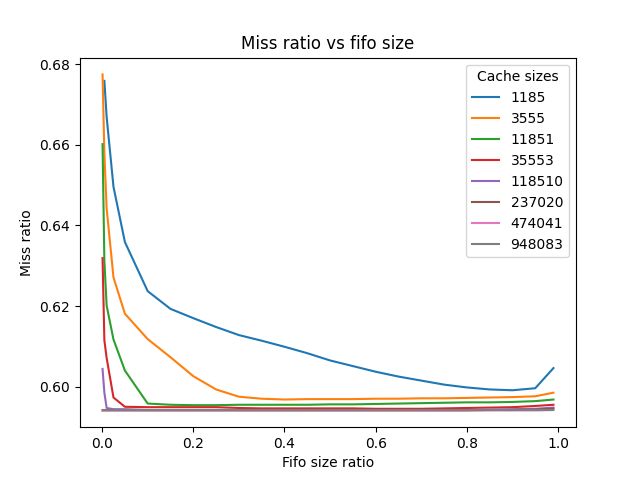 Miss ratio vs fifo size
Cache sizes
1185
3555
11851
35553
118510
237020
474041
948083
Miss ratio
0.68
0.66
0.64
0.62
0.60
0.0 0.2 0.4 0.6 0.8 1.0
Fifo size ratio